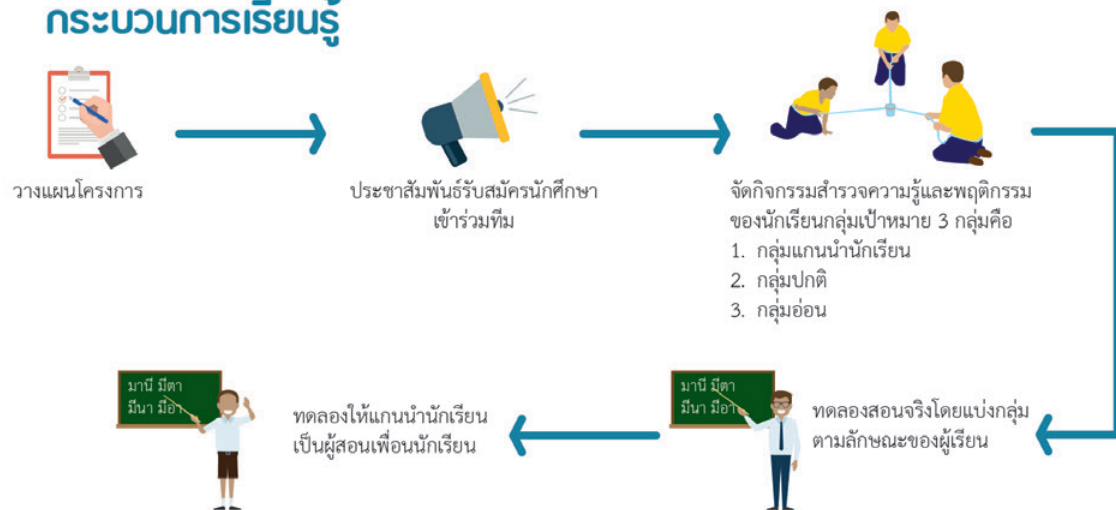 กระบวนการเรียนรู้
วางแผนโครงการ
ประชาสัมพันธ์รับสมัครนักศึกษา
เข้าร่วมทีม
จัดกิจกรรมสำรวจความรู้และพฤติกรรม
ของนักเรียนกลุ่มเป้าหมาย 3 กลุ่มคือ
1. กลุ่มแกนนำนักเรียน
2. กลุ่มปกติ
3. กลุ่มอ่อน
มานี มีตา
มีนา มีอา
ทดลองสอนจริงโดยแบ่งกลุ่ม
ตามลักษณะของผู้เรียน
มานี มีตา
มีนา มีอา
ทดลองให้แกนนำนักเรียน
เป็นผู้สอนเพื่อนนักเรียน